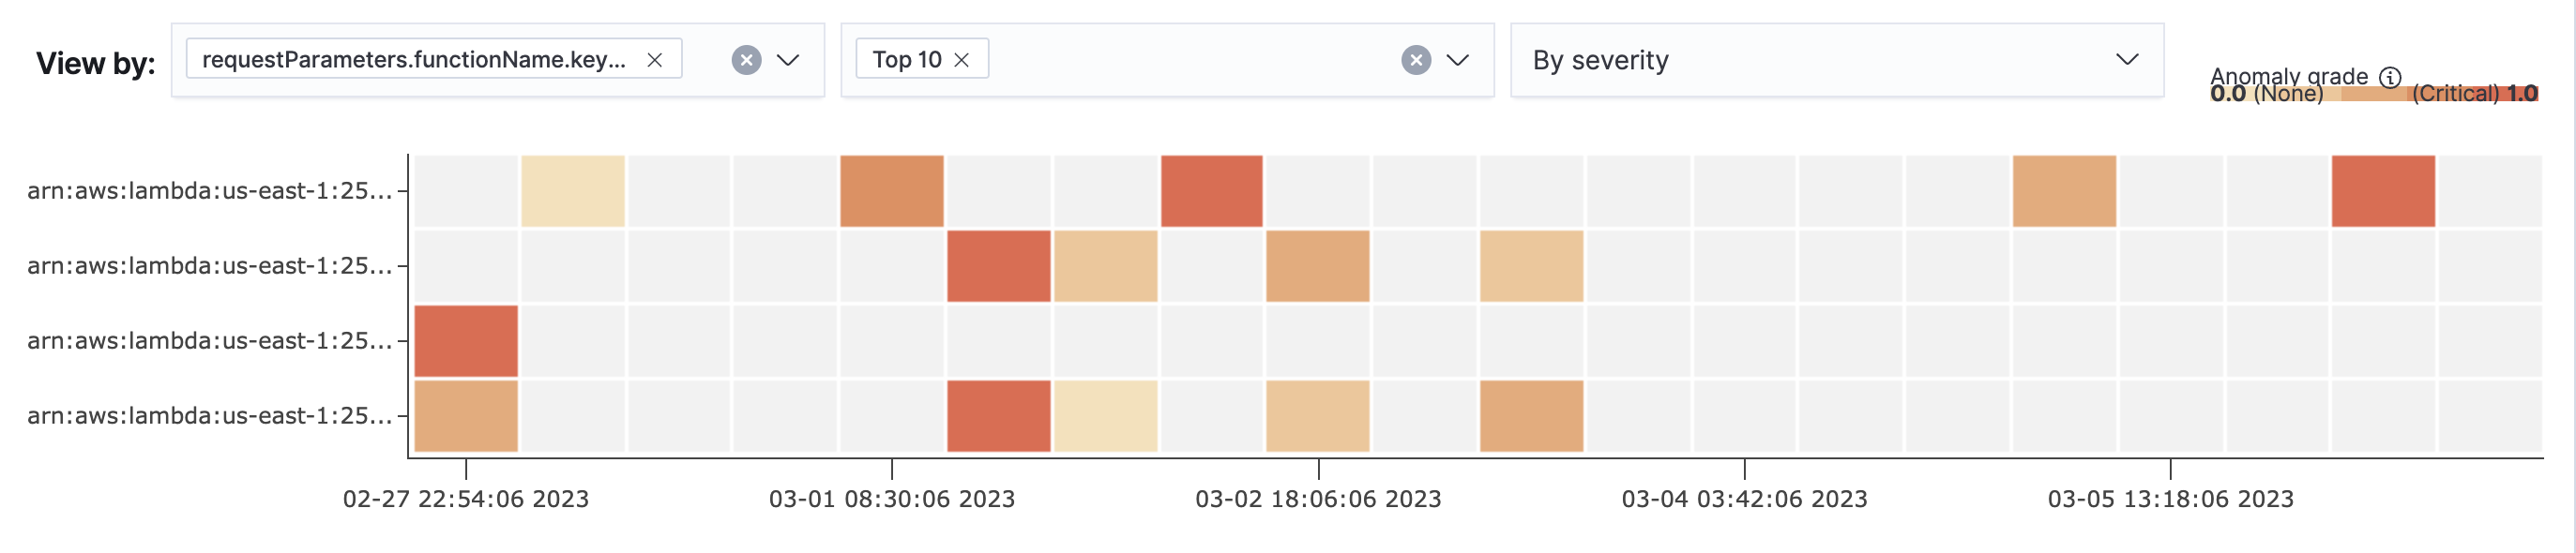 View by: requestParameters.functionName.key... Top 10 By severity
Anomaly grade
0.0 (None) (Critical) 1.0
arn:aws:lambda:us-east-1:25...
arn:aws:lambda:us-east-1:25...
arn:aws:lambda:us-east-1:25...
arn:aws:lambda:us-east-1:25...
02-27 22:54:06 2023 03-01 08:30:06 2023 03-02 18:06:06 2023 03-04 03:42:06 2023 03-05 13:18:06 2023